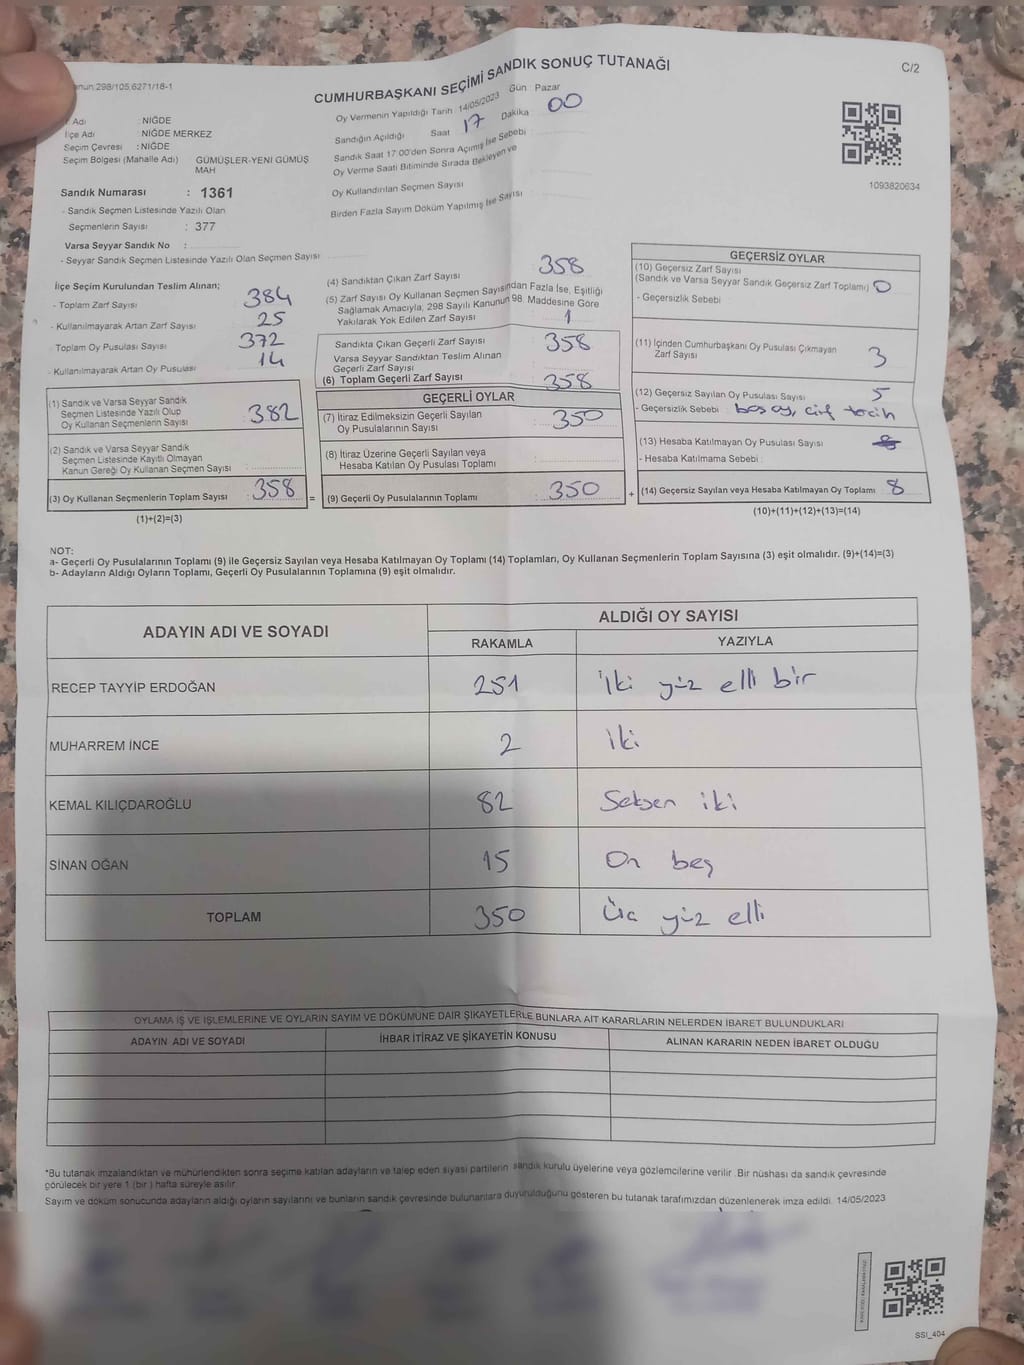 C/2
CUMHURBAŞKANI SEÇİMİ SANDIK SONUÇ TUTANAĞI
298/105,6271/18-1
Oy Vermenin Yapıldığı Tarih 14/05/2023 Gün : Pazar
Sandığın Açıldığı Saat 17 Dakika 00
Adı : NİĞDE
İlçe Adı : NİĞDE MERKEZ
Seçim Çevresi : NİĞDE
Seçim Bölgesi (Mahalle Adı) GÜMÜŞLER-YENİ GÜMÜŞ MAH
Sandık Saat 17:00'den Sonra Açımış İse Sebebi
Oy Verme Saati Bitiminde Sırada Bekleyen ve
Oy Kullandırılan Seçmen Sayısı
Birden Fazla Sayım Döküm Yapılmış İse Sayısı
1093820634
Sandık Numarası : 1361
- Sandık Seçmen Listesinde Yazılı Olan
Seçmenlerin Sayısı : 377
Varsa Seyyar Sandık No :
- Seyyar Sandık Seçmen Listesinde Yazılı Olan Seçmen Sayısı :
İlçe Seçim Kurulundan Teslim Alınan;
- Toplam Zarf Sayısı 384
- Kullanılmayarak Artan Zarf Sayısı 25
- Toplam Oy Pusulası Sayısı 372
- Kullanılmayarak Artan Oy Pusulası 14
(1) Sandık ve Varsa Seyyar Sandık
Seçmen Listesinde Yazılı Olup
Oy Kullanan Seçmenlerin Sayısı 382
(2) Sandık ve Varsa Seyyar Sandık
Seçmen Listesinde Kayıtlı Olmayan
Kanun Gereği Oy Kullanan Seçmen Sayısı
(3) Oy Kullanan Seçmenlerin Toplam Sayısı : 358 =
(1)+(2)=(3)
(4) Sandıktan Çıkan Zarf Sayısı 358
(5) Zarf Sayısı Oy Kullanan Seçmen Sayısından Fazla İse, Eşitliği
Sağlamak Amacıyla, 298 Sayılı Kanunun 98. Maddesine Göre
Yakılarak Yok Edilen Zarf Sayısı : 1
Sandıkta Çıkan Geçerli Zarf Sayısı 358
Varsa Seyyar Sandıktan Teslim Alınan
Geçerli Zarf Sayısı
(6) Toplam Geçerli Zarf Sayısı 358
GEÇERLİ OYLAR
(7) İtiraz Edilmeksizin Geçerli Sayılan
Oy Pusulalarının Sayısı 350
(8) İtiraz Üzerine Geçerli Sayılan veya
Hesaba Katılan Oy Pusulası Toplamı
(9) Geçerli Oy Pusulalarının Toplamı : 350 +
GEÇERSİZ OYLAR
(10) Geçersiz Zarf Sayısı
(Sandık ve Varsa Seyyar Sandık Geçersiz Zarf Toplamı) 0
- Geçersizlik Sebebi :
(11) İçinden Cumhurbaşkanı Oy Pusulası Çıkmayan
Zarf Sayısı 3
(12) Geçersiz Sayılan Oy Pusulası Sayısı 5
- Geçersizlik Sebebi : boş oy, çift tercih
(13) Hesaba Katılmayan Oy Pusulası Sayısı
- Hesaba Katılmama Sebebi :
(14) Geçersiz Sayılan veya Hesaba Katılmayan Oy Toplamı : 8
(10)+(11)+(12)+(13)=(14)
NOT:
a- Geçerli Oy Pusulalarının Toplamı (9) ile Geçersiz Sayılan veya Hesaba Katılmayan Oy Toplamı (14) Toplamları, Oy Kullanan Seçmenlerin Toplam Sayısına (3) eşit olmalıdır. (9)+(14)=(3)
b- Adayların Aldığı Oyların Toplamı, Geçerli Oy Pusulalarının Toplamına (9) eşit olmalıdır.
ADAYIN ADI VE SOYADI ALDIĞI OY SAYISI
RAKAMLA YAZIYLA
RECEP TAYYİP ERDOĞAN 251 İki yüz elli bir
MUHARREM İNCE 2 iki
KEMAL KILIÇDAROĞLU 82 Seksen iki
SİNAN OĞAN 15 On beş
TOPLAM 350 Üç yüz elli
OYLAMA İŞ VE İŞLEMLERİNE VE OYLARIN SAYIM VE DÖKÜMÜNE DAİR ŞİKAYETLERLE BUNLARA AİT KARARLARIN NELERDEN İBARET BULUNDUKLARI
ADAYIN ADI VE SOYADI İHBAR İTİRAZ VE ŞİKAYETİN KONUSU ALINAN KARARIN NEDEN İBARET OLDUĞU
*Bu tutanak imzalandıktan ve mühürlendikten sonra seçime katılan adayların ve talep eden siyasi partilerin sandık kurulu üyelerine veya gözlemcilerine verilir .Bir nüshası da sandık çevresinde
görülecek bir yere 1 (bir ) hafta süreyle asılır.
Sayım ve döküm sonucunda adayların aldığı oyların sayılarını ve bunların sandık çevresinde bulunanlara duyurulduğunu gösteren bu tutanak tarafımızdan düzenlenerek imza edildi. 14/05/2023
SSI_404